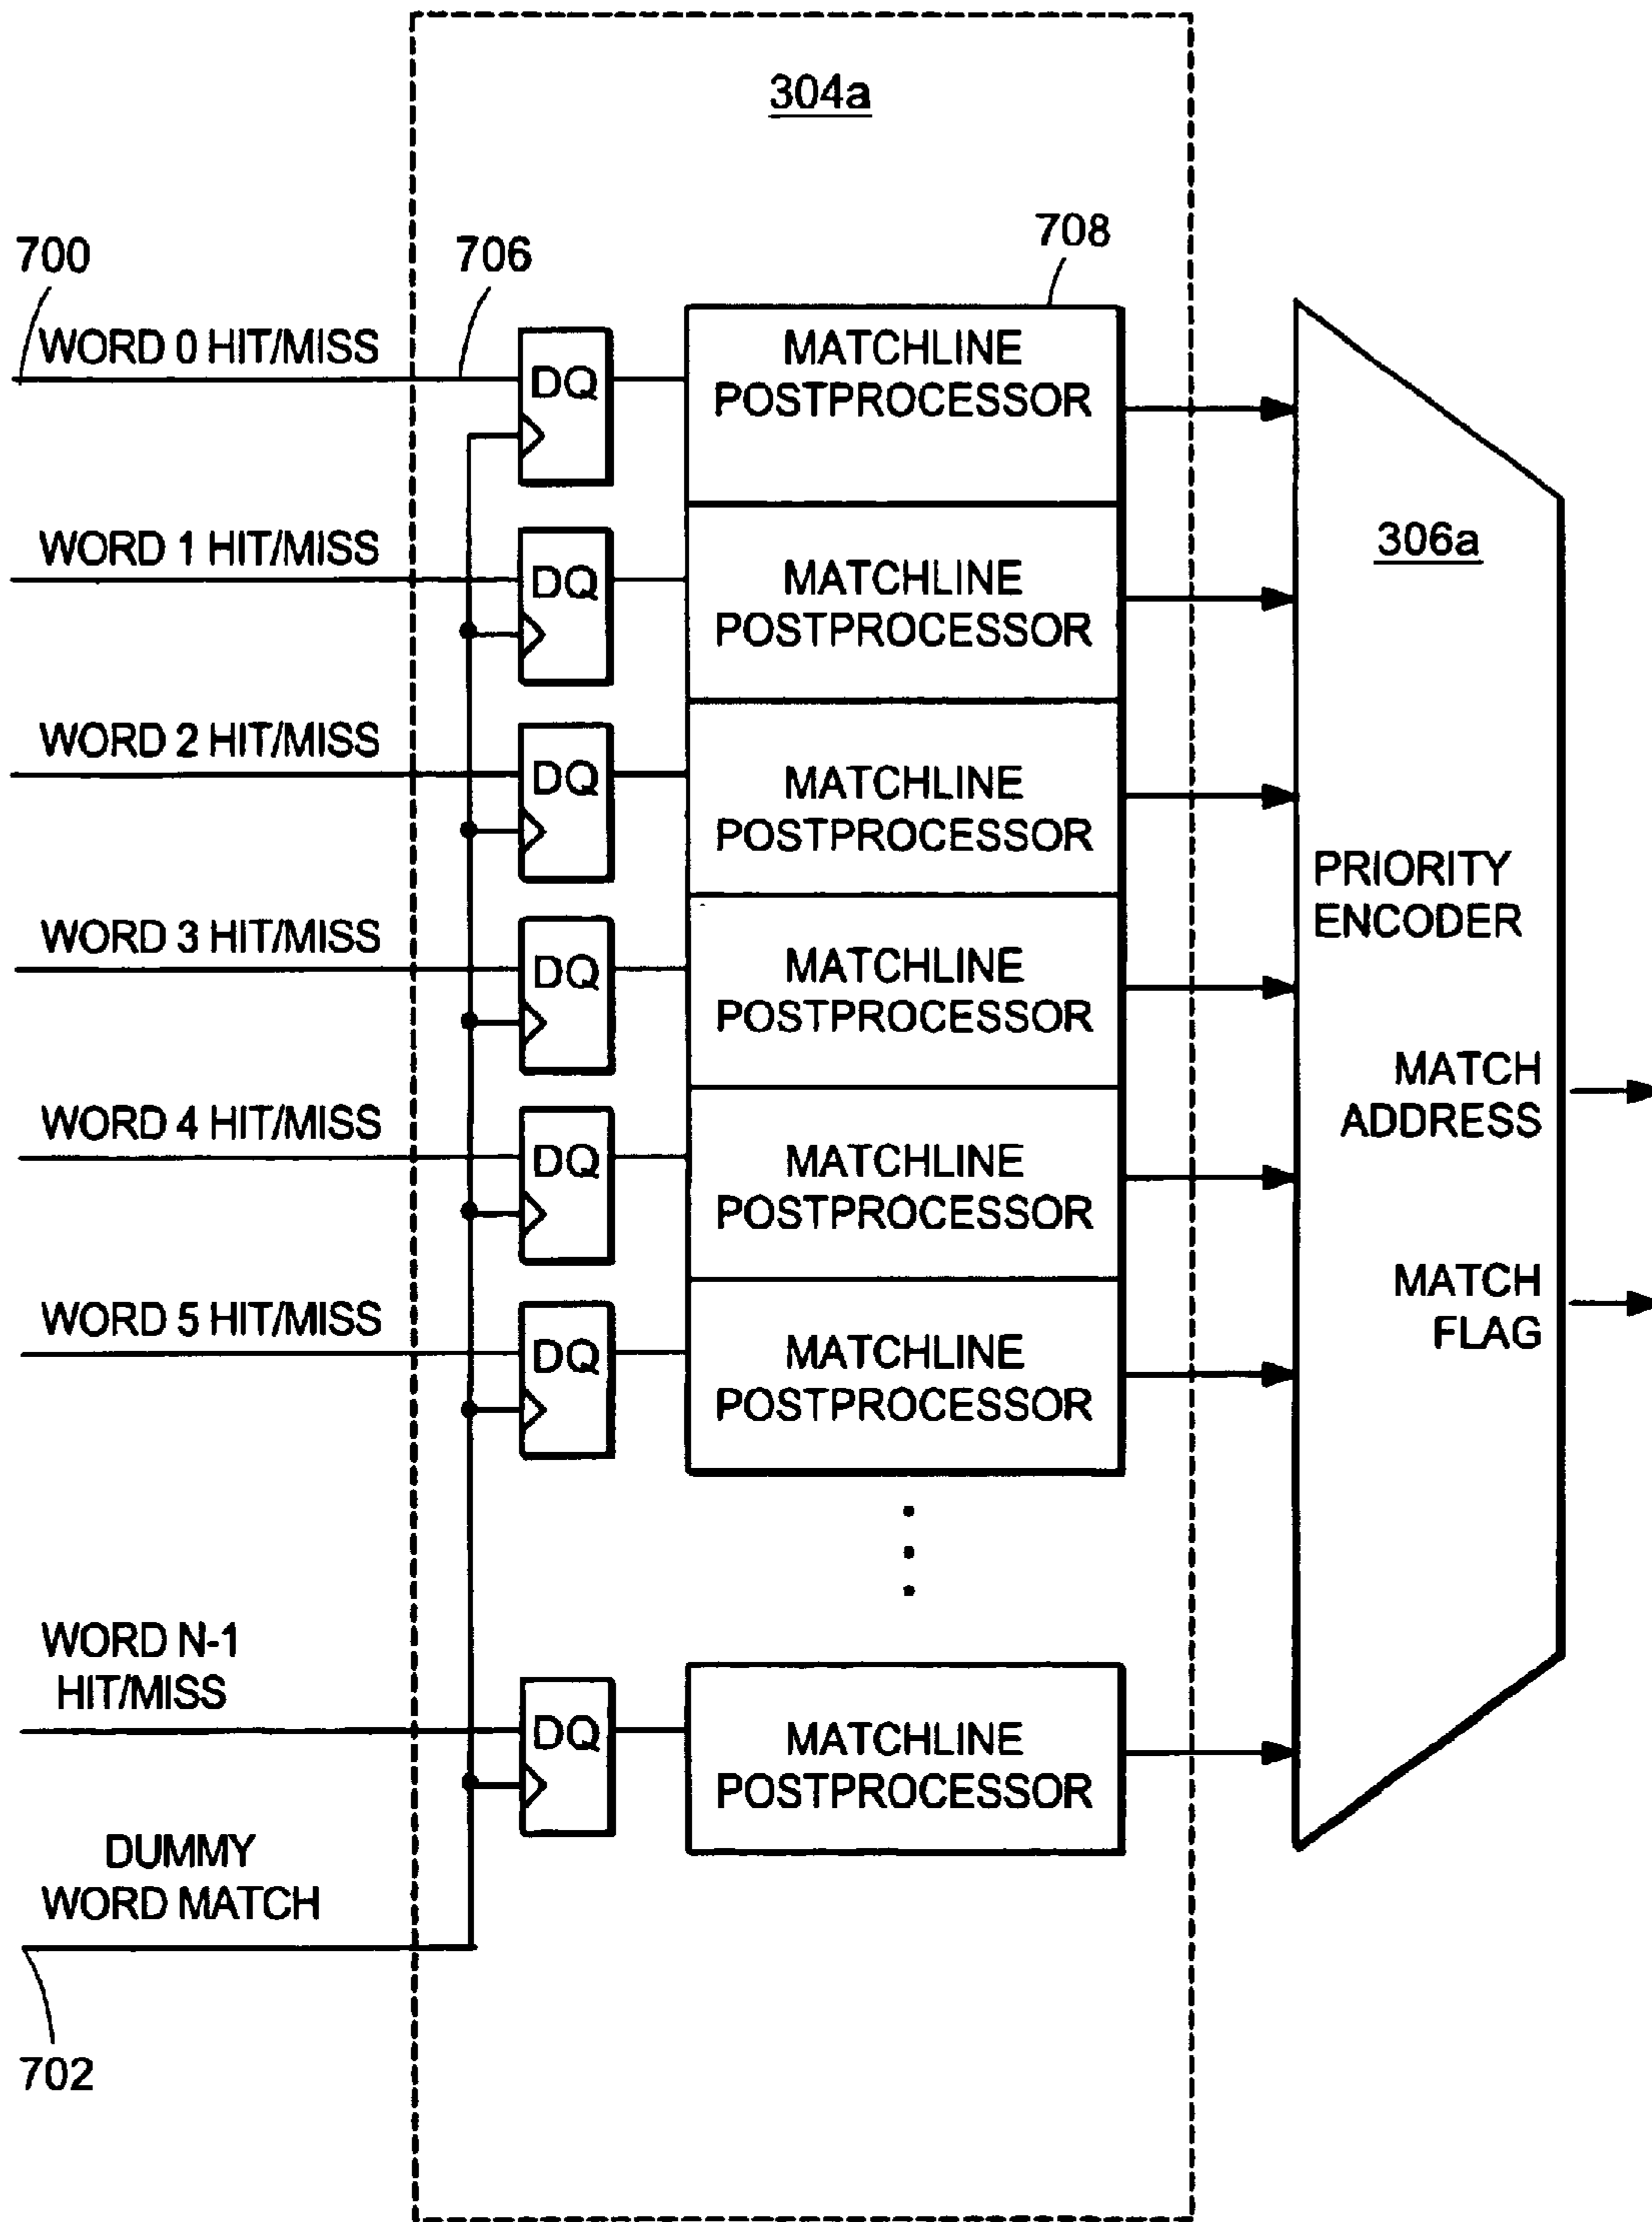 304a
700
706
708
WORD 0 HIT/MISS
DQ
MATCHLINE
POSTPROCESSOR
WORD 1 HIT/MISS
DQ
MATCHLINE
POSTPROCESSOR
306a
WORD 2 HIT/MISS
DQ
MATCHLINE
POSTPROCESSOR
PRIORITY
ENCODER
WORD 3 HIT/MISS
DQ
MATCHLINE
POSTPROCESSOR
MATCH
ADDRESS
WORD 4 HIT/MISS
DQ
MATCHLINE
POSTPROCESSOR
MATCH
FLAG
WORD 5 HIT/MISS
DQ
MATCHLINE
POSTPROCESSOR
WORD N-1
HIT/MISS
DQ
MATCHLINE
POSTPROCESSOR
DUMMY
WORD MATCH
702